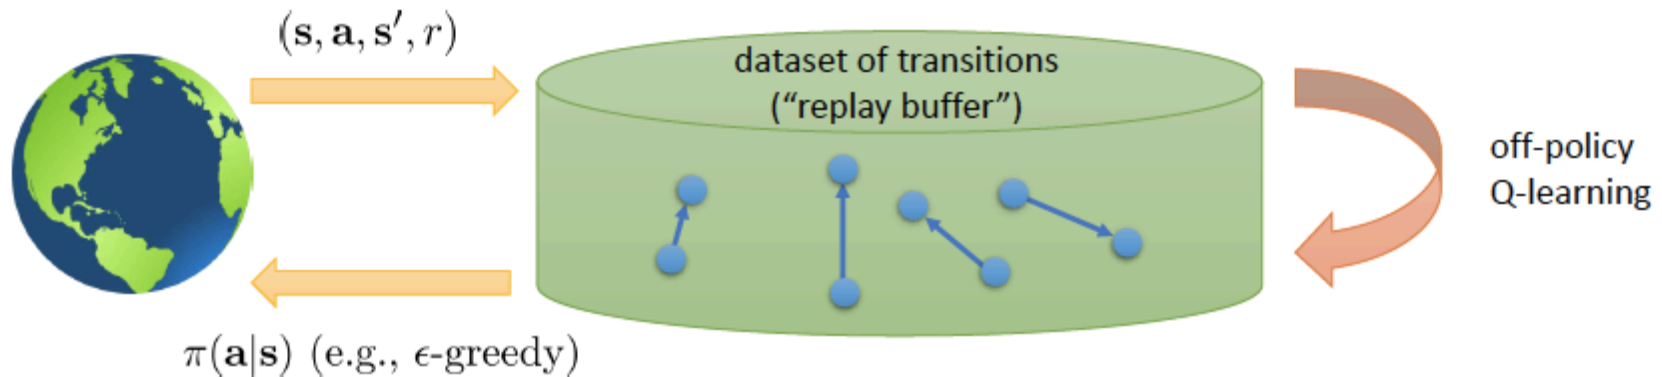 (s, a, s′, r)
dataset of transitions
(“replay buffer”)
off-policy
Q-learning
π(a|s) (e.g., ϵ-greedy)